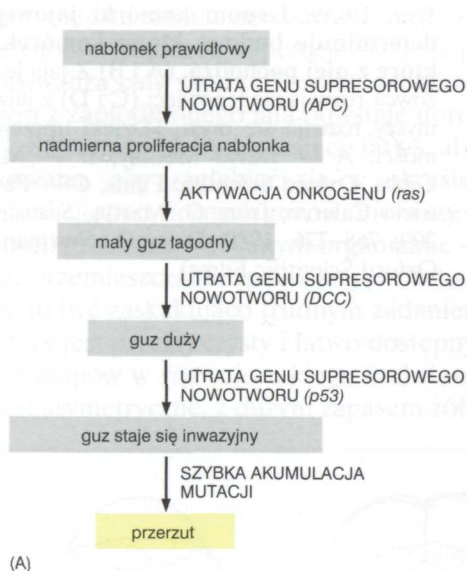 nabłonek prawidłowy
UTRATA GENU SUPRESOROWEGO
NOWOTWORU (APC)
nadmierna proliferacja nabłonka
AKTYWACJA ONKOGENU (ras)
mały guz łagodny
UTRATA GENU SUPRESOROWEGO
NOWOTWORU (DCC)
guz duży
UTRATA GENU SUPRESOROWEGO
NOWOTWORU (p53)
guz staje się inwazyjny
SZYBKA AKUMULACJA
MUTACJI
przerzut
(A)